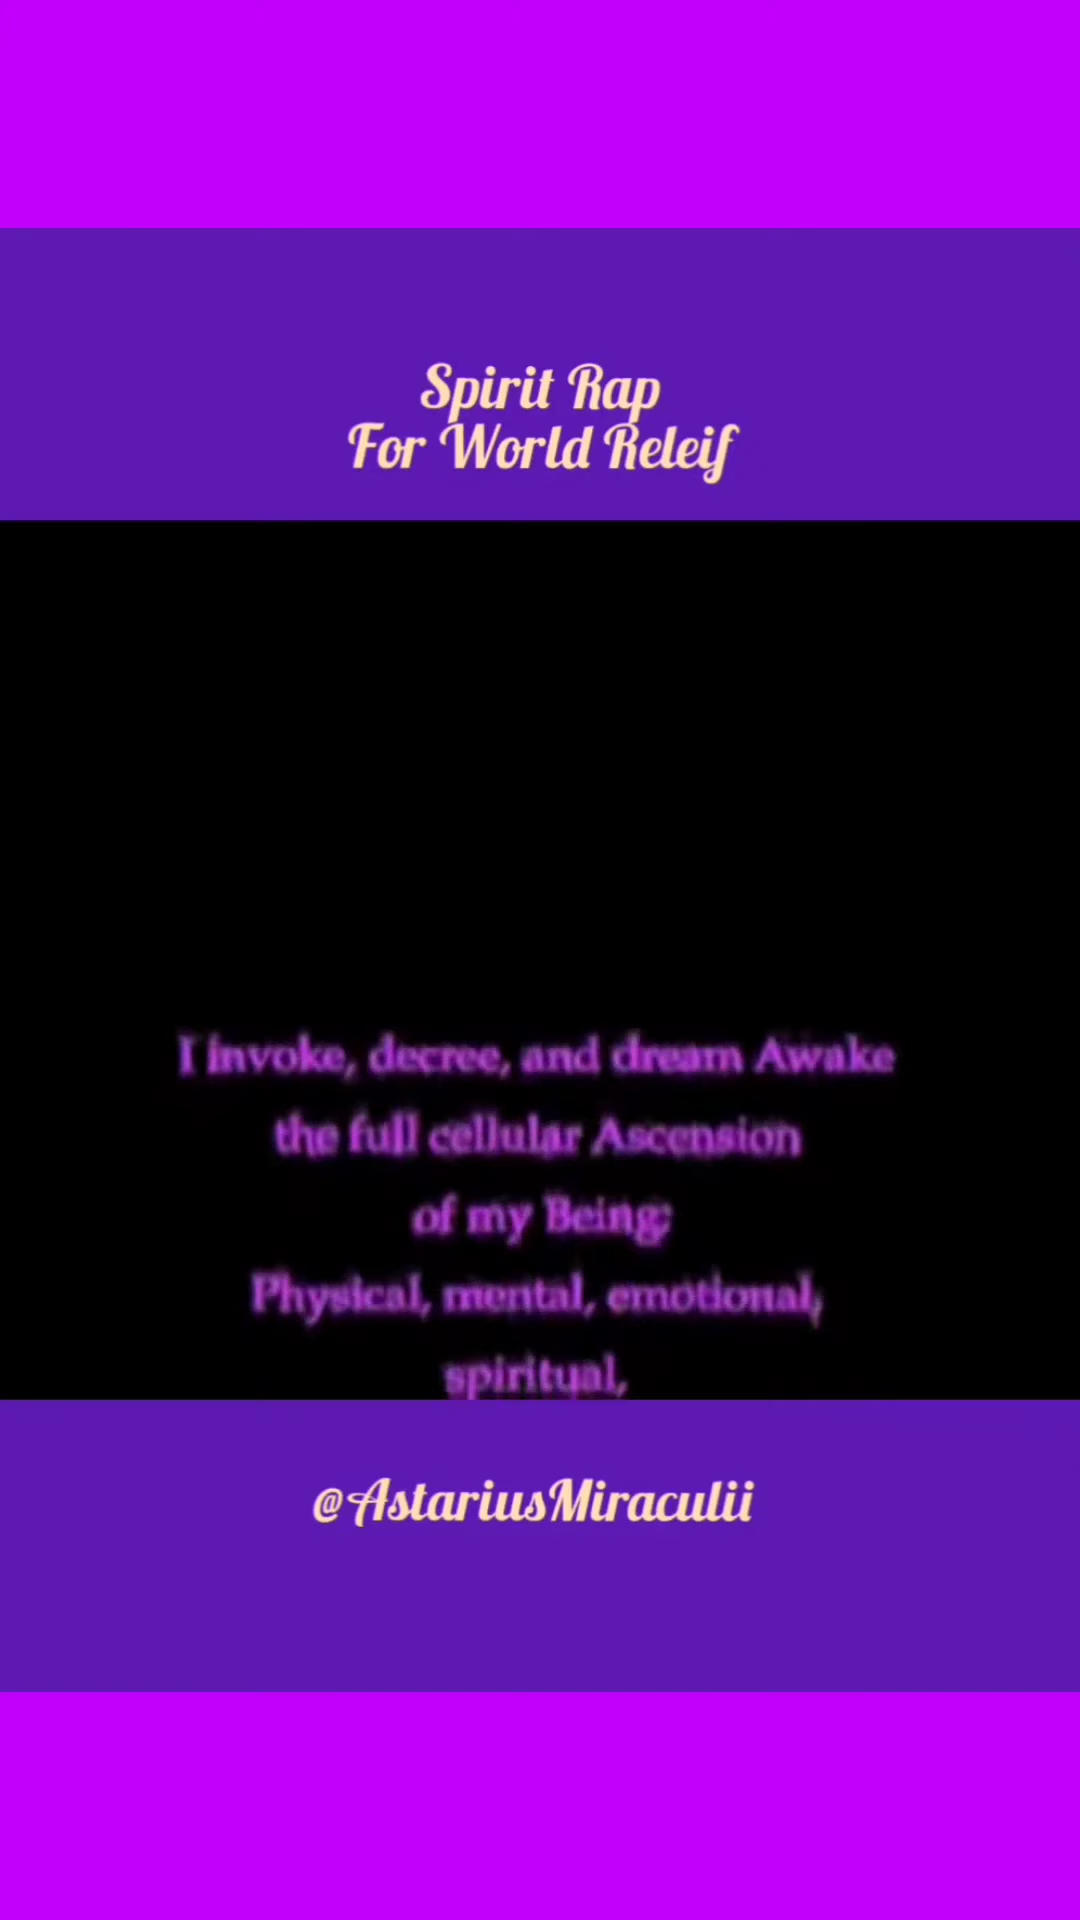 Spirit Rap
For World Releif
I invoke, decree, and dream Awake
the full cellular Ascension
of my Being;
Physical, mental, emotional,
spiritual,
@AstariusMiraculii